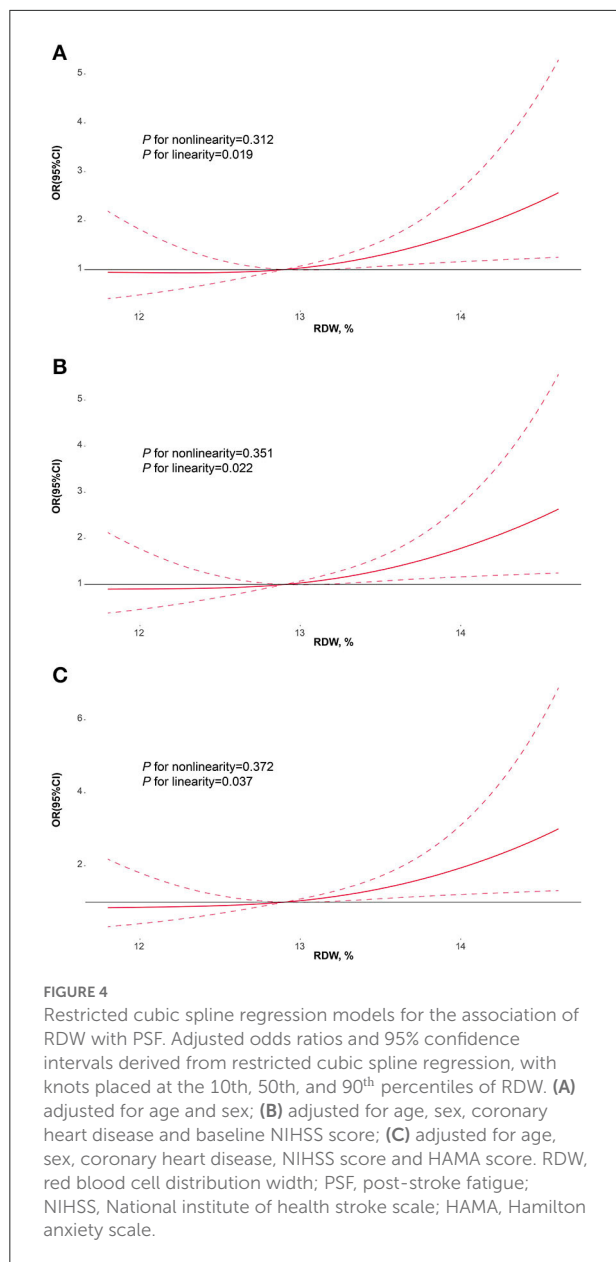 A
5
4
P for nonlinearity=0.312
P for linearity=0.019
3
OR(95%CI)
2
1
12 13 14
RDW, %
B
5
4
P for nonlinearity=0.351
P for linearity=0.022
3
OR(95%CI)
2
1
12 13 14
RDW, %
C
6
P for nonlinearity=0.372
P for linearity=0.037
4
OR(95%CI)
2
12 13 14
RDW, %
FIGURE 4
Restricted cubic spline regression models for the association of
RDW with PSF. Adjusted odds ratios and 95% confidence
intervals derived from restricted cubic spline regression, with
knots placed at the 10th, 50th, and 90th percentiles of RDW. (A)
adjusted for age and sex; (B) adjusted for age, sex, coronary
heart disease and baseline NIHSS score; (C) adjusted for age,
sex, coronary heart disease, NIHSS score and HAMA score. RDW,
red blood cell distribution width; PSF, post-stroke fatigue;
NIHSS, National institute of health stroke scale; HAMA, Hamilton
anxiety scale.